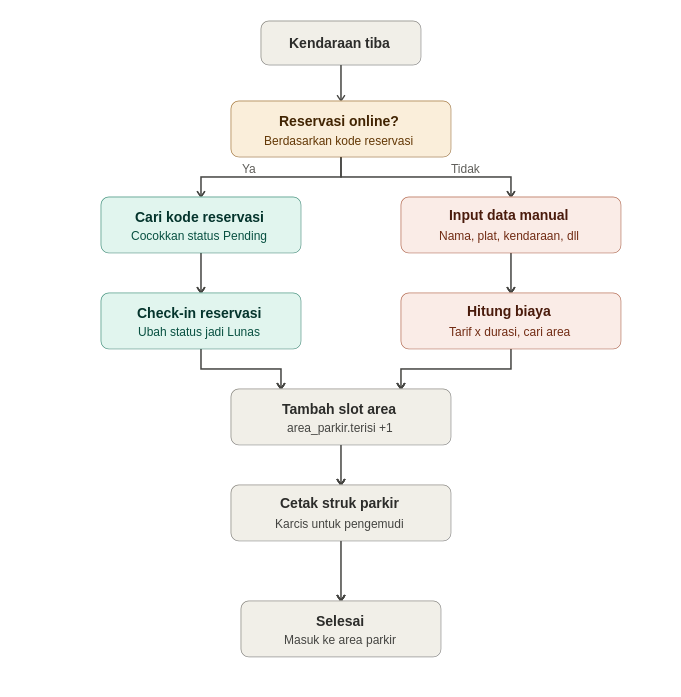 Kendaraan tiba
Reservasi online?
Berdasarkan kode reservasi
Ya
Tidak
Cari kode reservasi
Cocokkan status Pending
Input data manual
Nama, plat, kendaraan, dll
Check-in reservasi
Ubah status jadi Lunas
Hitung biaya
Tarif x durasi, cari area
Tambah slot area
area_parkir.terisi +1
Cetak struk parkir
Karcis untuk pengemudi
Selesai
Masuk ke area parkir